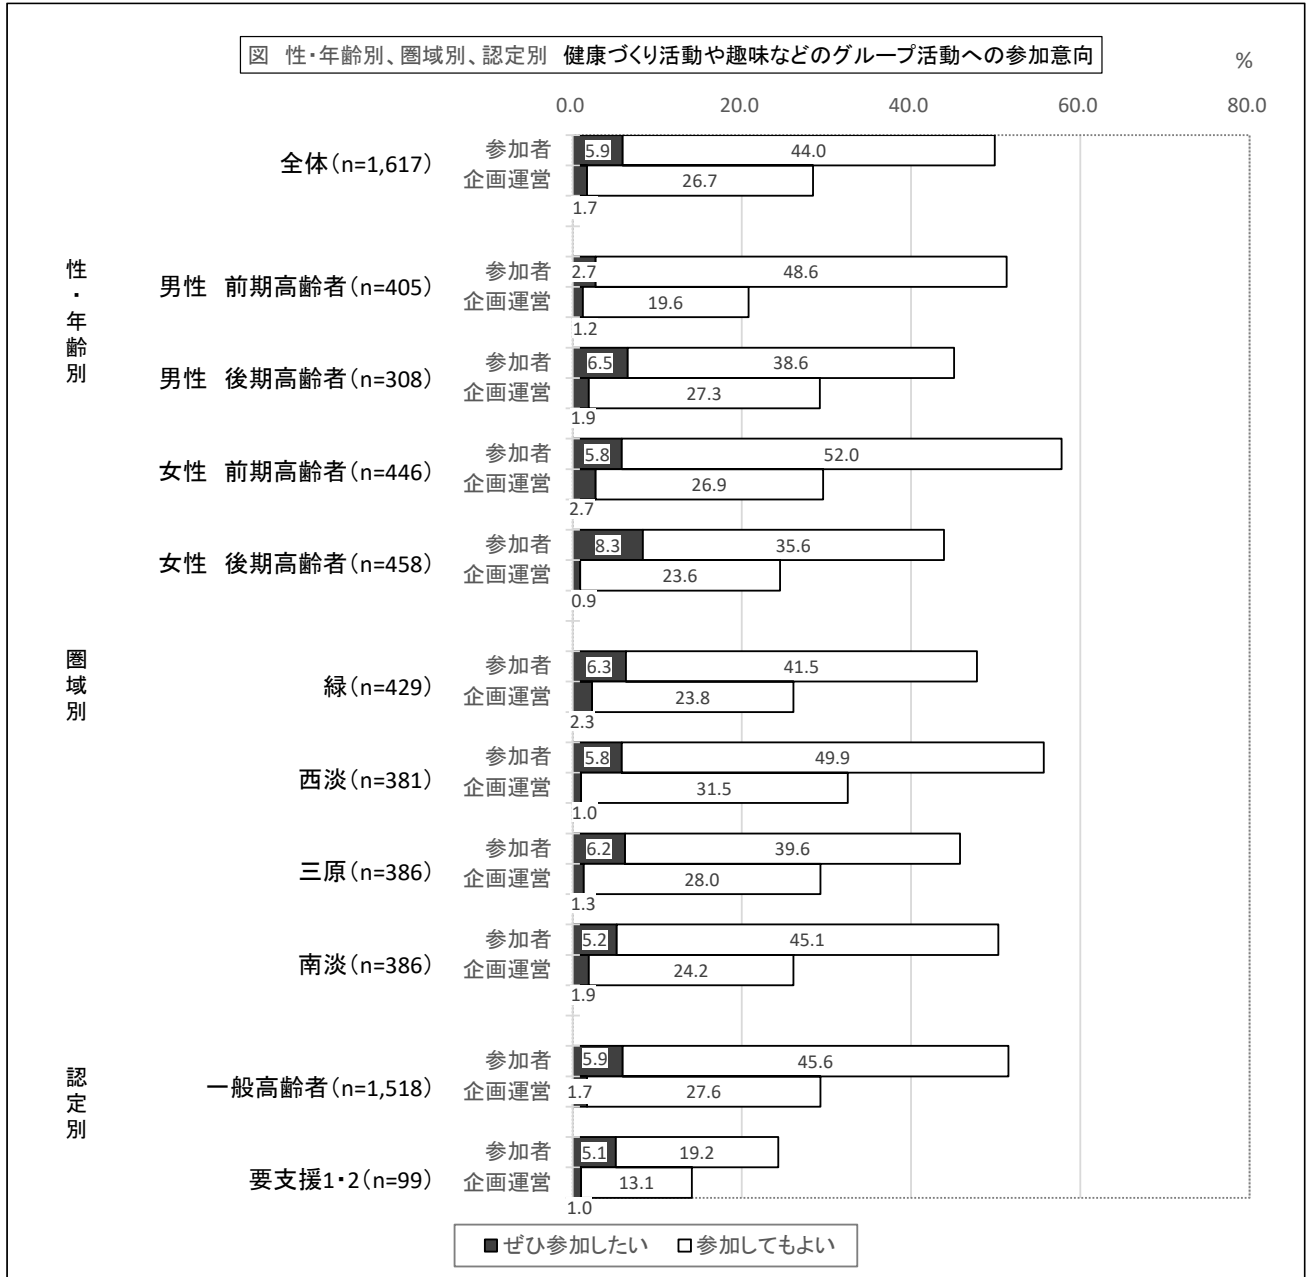 図 性・年齢別、圏域別、認定別 健康づくり活動や趣味などのグループ活動への参加意向
%
0.0 20.0 40.0 60.0 80.0
全体(n=1,617)
参加者 5.9 44.0
企画運営 26.7
1.7
性・年齢別
男性 前期高齢者(n=405)
参加者 2.7 48.6
企画運営 19.6
1.2
男性 後期高齢者(n=308)
参加者 6.5 38.6
企画運営 27.3
1.9
女性 前期高齢者(n=446)
参加者 5.8 52.0
企画運営 26.9
2.7
女性 後期高齢者(n=458)
参加者 8.3 35.6
企画運営 23.6
0.9
圏域別
緑(n=429)
参加者 6.3 41.5
企画運営 23.8
2.3
西淡(n=381)
参加者 5.8 49.9
企画運営 31.5
1.0
三原(n=386)
参加者 6.2 39.6
企画運営 28.0
1.3
南淡(n=386)
参加者 5.2 45.1
企画運営 24.2
1.9
認定別
一般高齢者(n=1,518)
参加者 5.9 45.6
企画運営 1.7 27.6
要支援1・2(n=99)
参加者 5.1 19.2
企画運営 13.1
1.0
ぜひ参加したい 参加してもよい